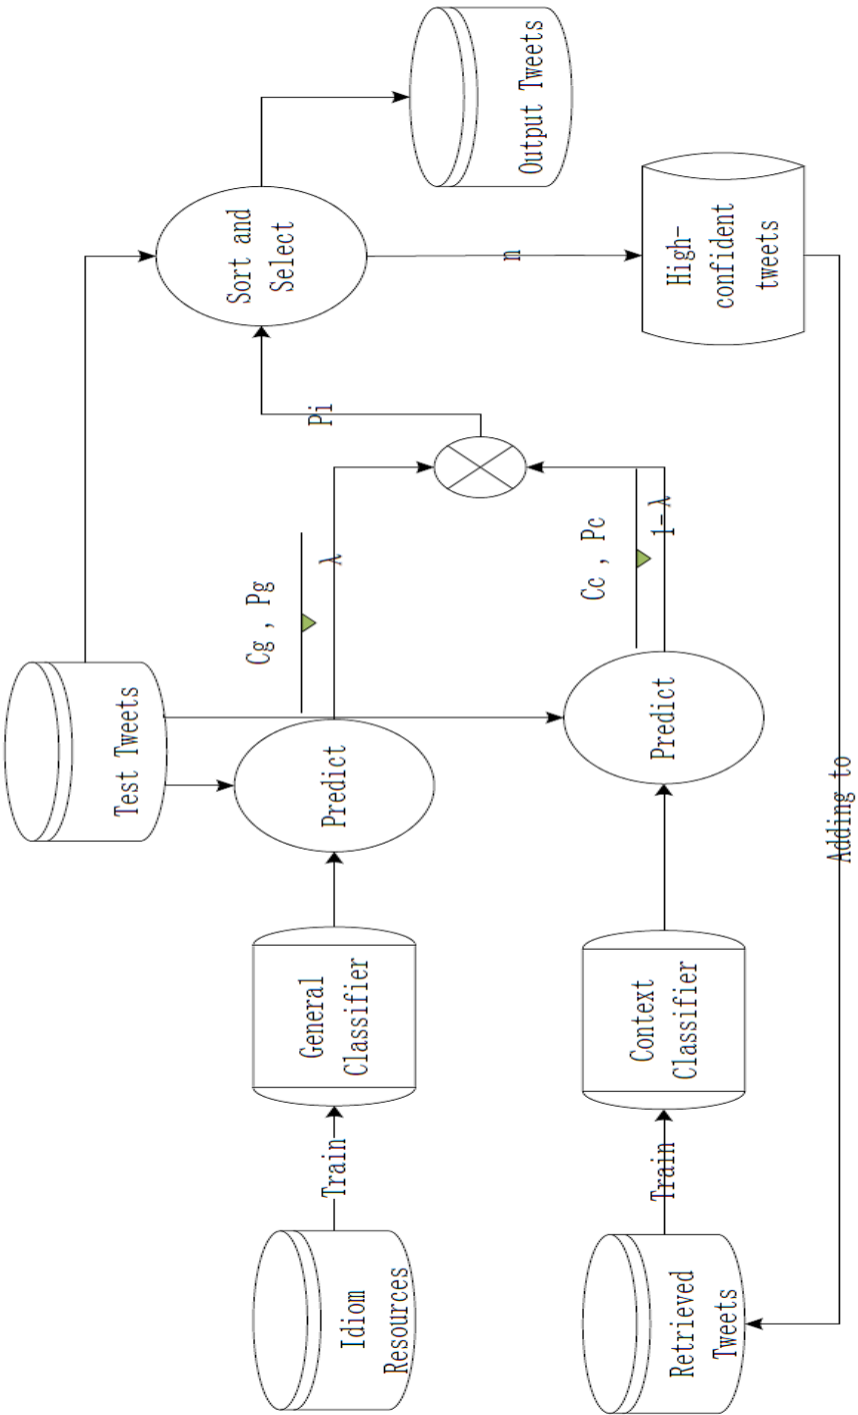 Test Tweets
Idiom
Resources
Train
General
Classifier
Predict
Cg , Pg
λ
Pi
Sort and
Select
Output Tweets
Retrieved
Tweets
Train
Context
Classifier
Predict
Cc , Pc
1-λ
n
High-
confident
tweets
Adding to